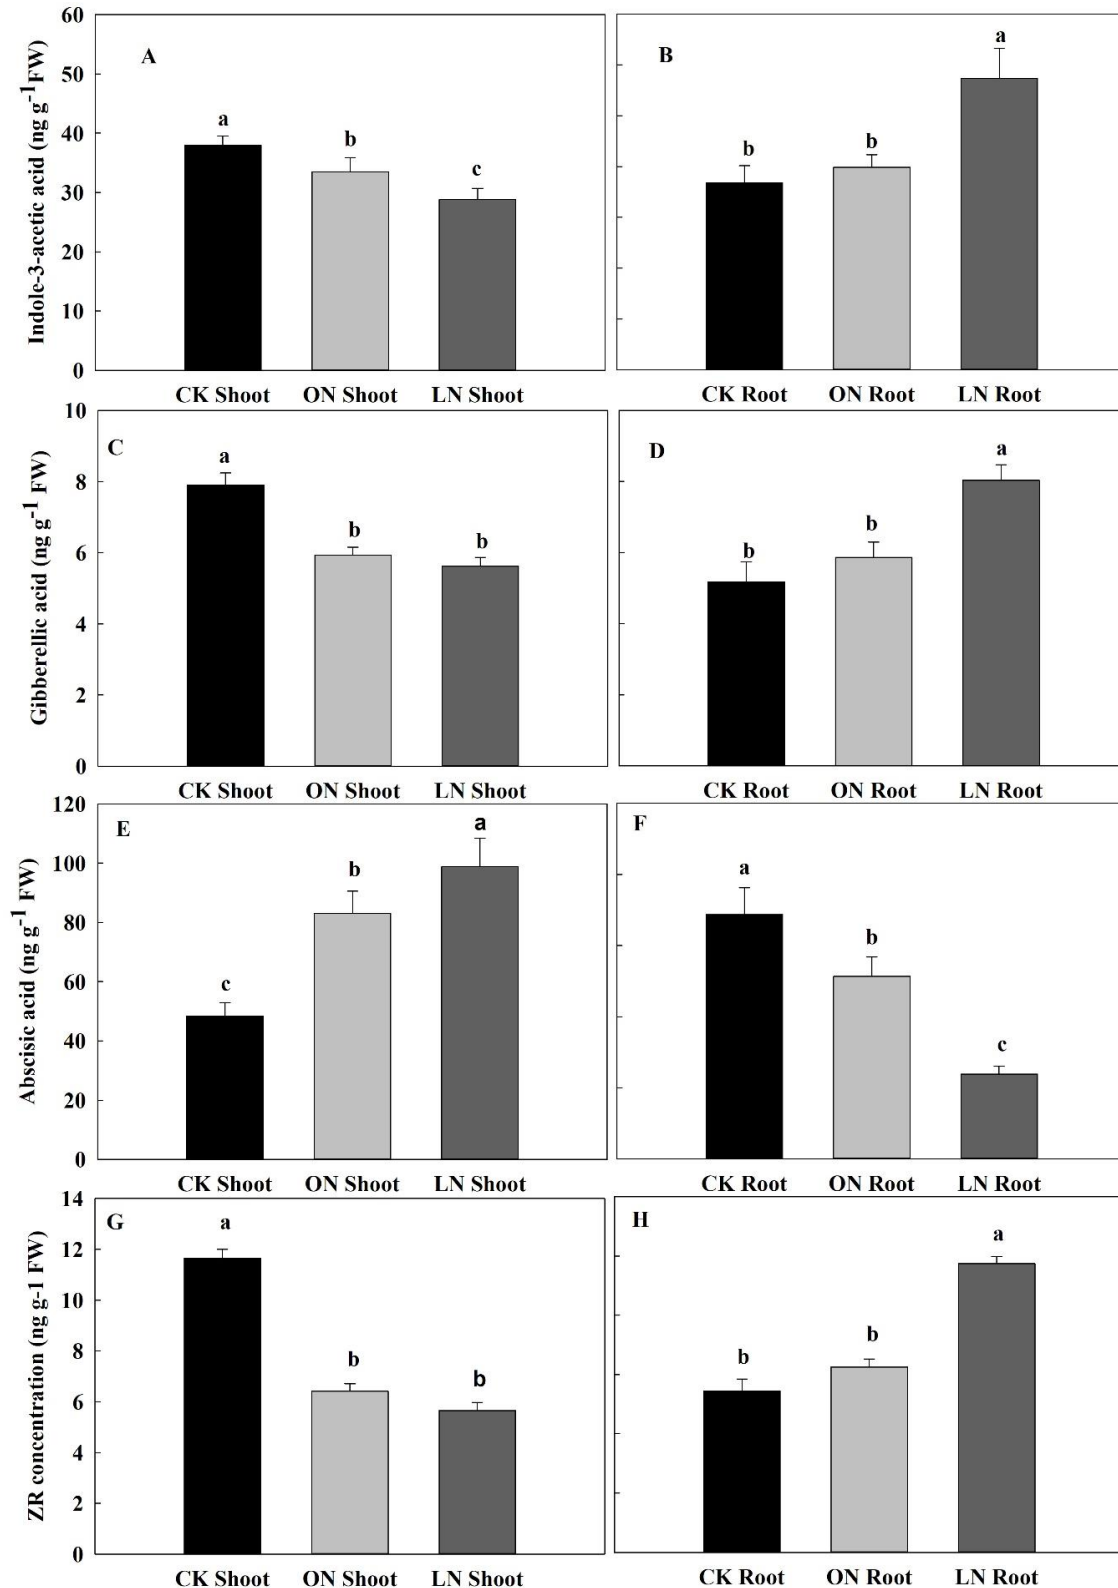 Indole-3-acetic acid (ng g-1FW)
60
50
40
30
20
10
0
A
a
b
c
CK Shoot ON Shoot LN Shoot
B
b
b
a
CK Root ON Root LN Root
Gibberellic acid (ng g-1 FW)
10
8
6
4
2
0
C
a
b
b
CK Shoot ON Shoot LN Shoot
D
b
b
a
CK Root ON Root LN Root
Abscisic acid (ng g-1 FW)
120
100
80
60
40
20
0
E
c
b
a
CK Shoot ON Shoot LN Shoot
F
a
b
c
CK Root ON Root LN Root
ZR concentration (ng g-1 FW)
14
12
10
8
6
4
2
0
G
a
b
b
CK Shoot ON Shoot LN Shoot
H
b
b
a
CK Root ON Root LN Root